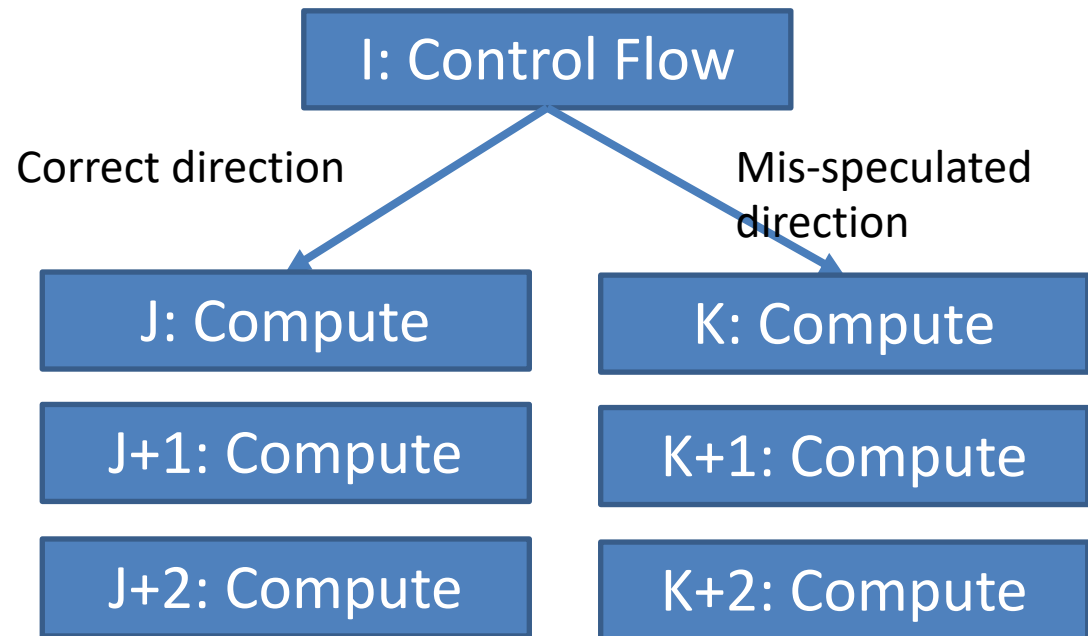 I: Control Flow
Correct direction
Mis-speculated
direction
J: Compute
K: Compute
J+1: Compute
K+1: Compute
J+2: Compute
K+2: Compute